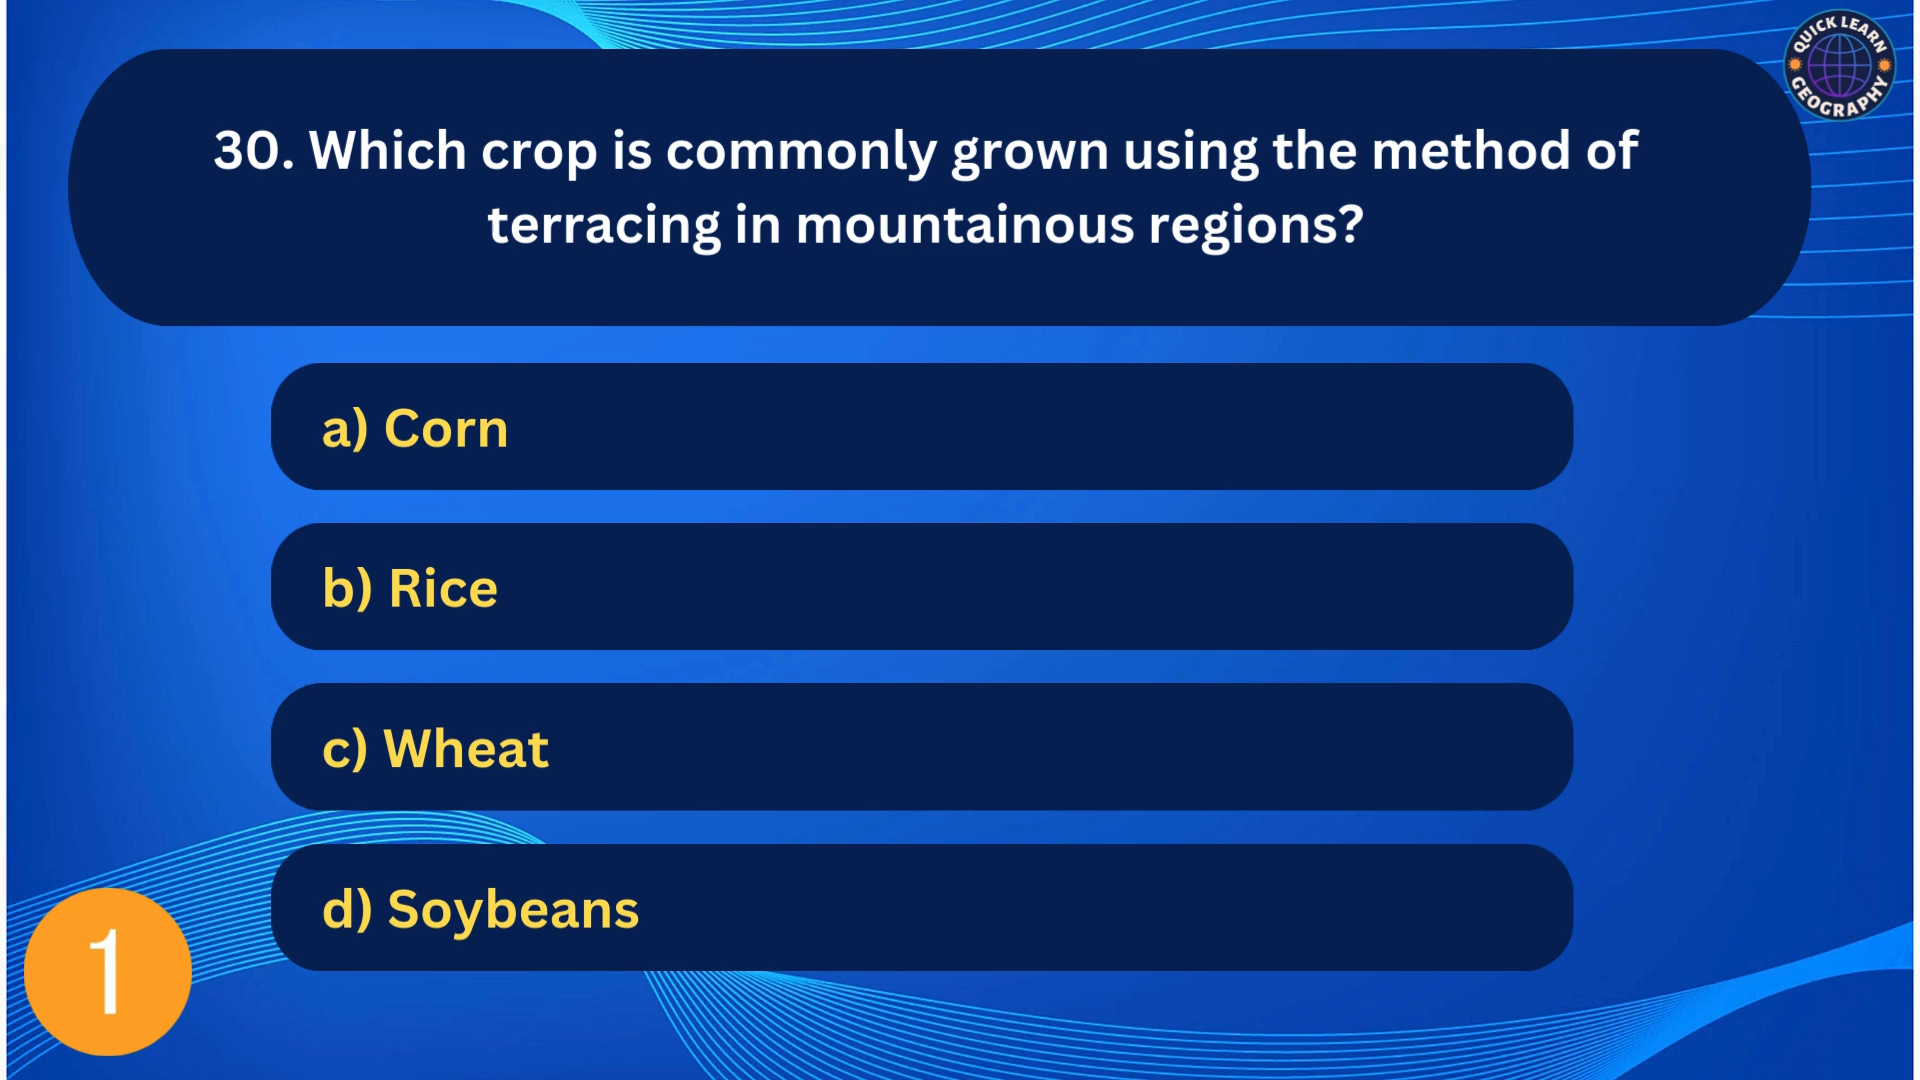 QUICK LEARN
GEOGRAPHY
30. Which crop is commonly grown using the method of
terracing in mountainous regions?
a) Corn
b) Rice
c) Wheat
d) Soybeans
1